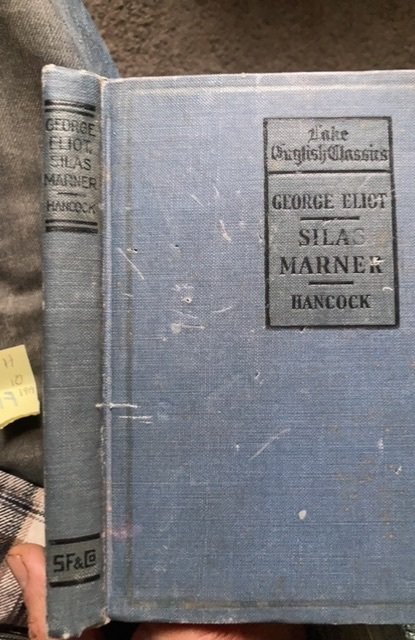 GEORGE
ELIOT
SILAS
MARNER
HANCOCK
SF&Co
Lake
English Classics
GEORGE ELIOT
SILAS
MARNER
HANCOCK